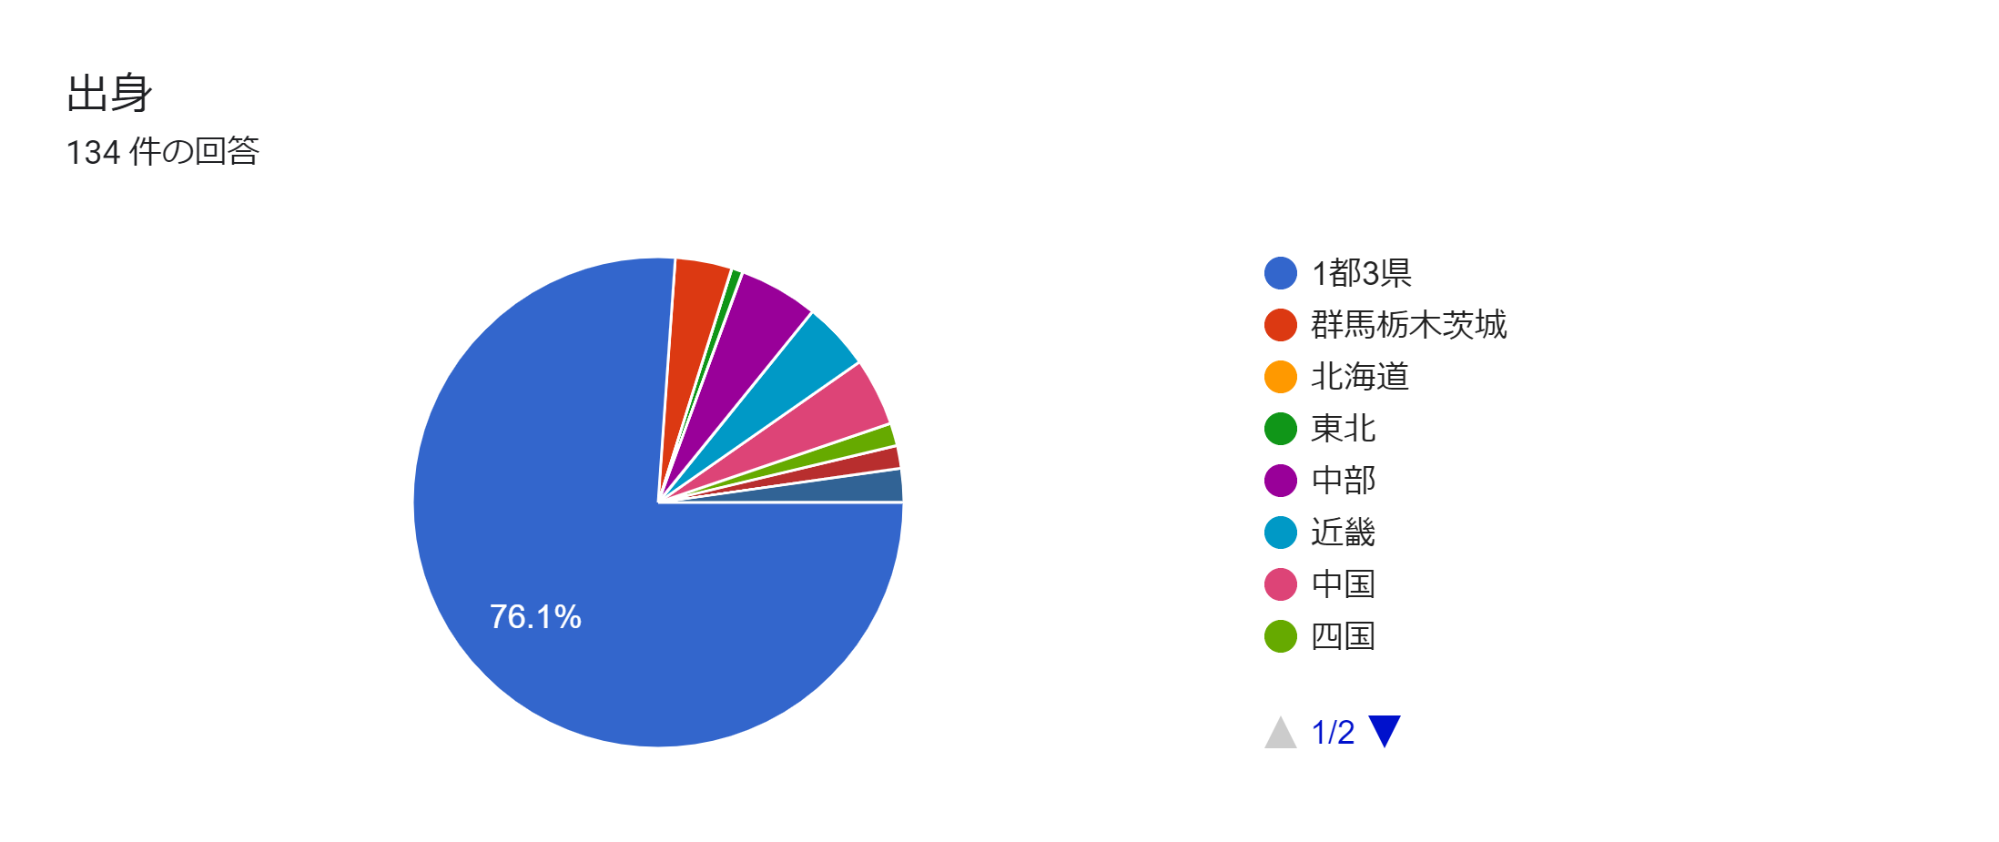 出身
134 件の回答
76.1%
1都3県
群馬栃木茨城
北海道
東北
中部
近畿
中国
四国
1/2